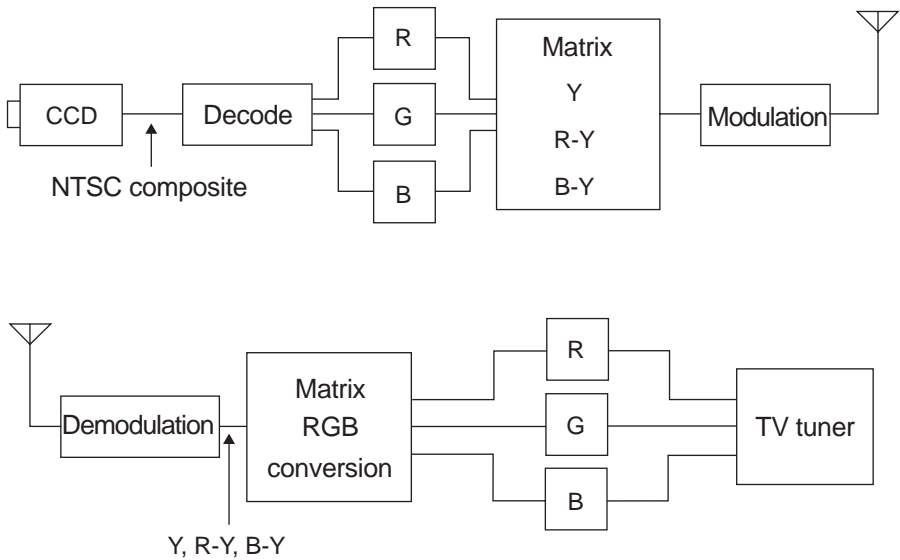 R
Matrix
CCD
Decode
G
Y
Modulation
R-Y
NTSC composite
B
B-Y
R
Matrix
Demodulation
RGB
G
TV tuner
conversion
B
Y, R-Y, B-Y